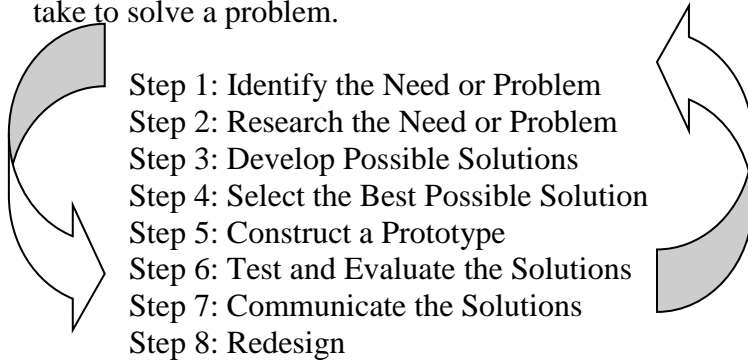 take to solve a problem.
Step 1: Identify the Need or Problem
Step 2: Research the Need or Problem
Step 3: Develop Possible Solutions
Step 4: Select the Best Possible Solution
Step 5: Construct a Prototype
Step 6: Test and Evaluate the Solutions
Step 7: Communicate the Solutions
Step 8: Redesign